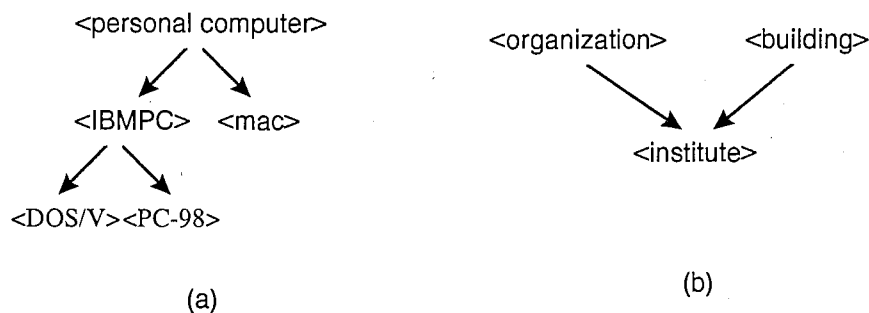 <personal computer>
<IBMPC> <mac>
<DOS/V><PC-98>
(a)
<organization> <building>
<institute>
(b)